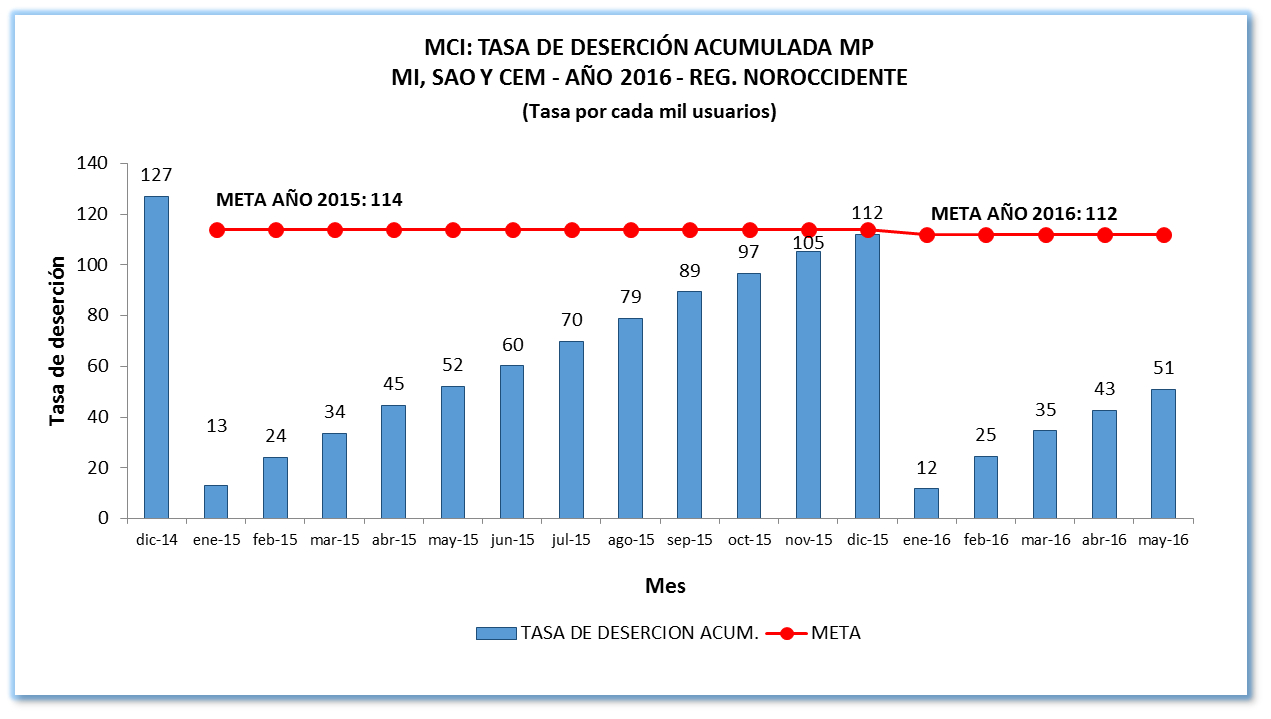 MCI: TASA DE DESERCIÓN ACUMULADA MP
MI, SAO Y CEM - AÑO 2016 - REG. NOROCCIDENTE
(Tasa por cada mil usuarios)
Tasa de deserción
140
120
100
80
60
40
20
0
META AÑO 2015: 114
META AÑO 2016: 112
127
13
24
34
45
52
60
70
79
89
97
105
112
12
25
35
43
51
dic-14 ene-15 feb-15 mar-15 abr-15 may-15 jun-15 jul-15 ago-15 sep-15 oct-15 nov-15 dic-15 ene-16 feb-16 mar-16 abr-16 may-16
Mes
TASA DE DESERCION ACUM. META